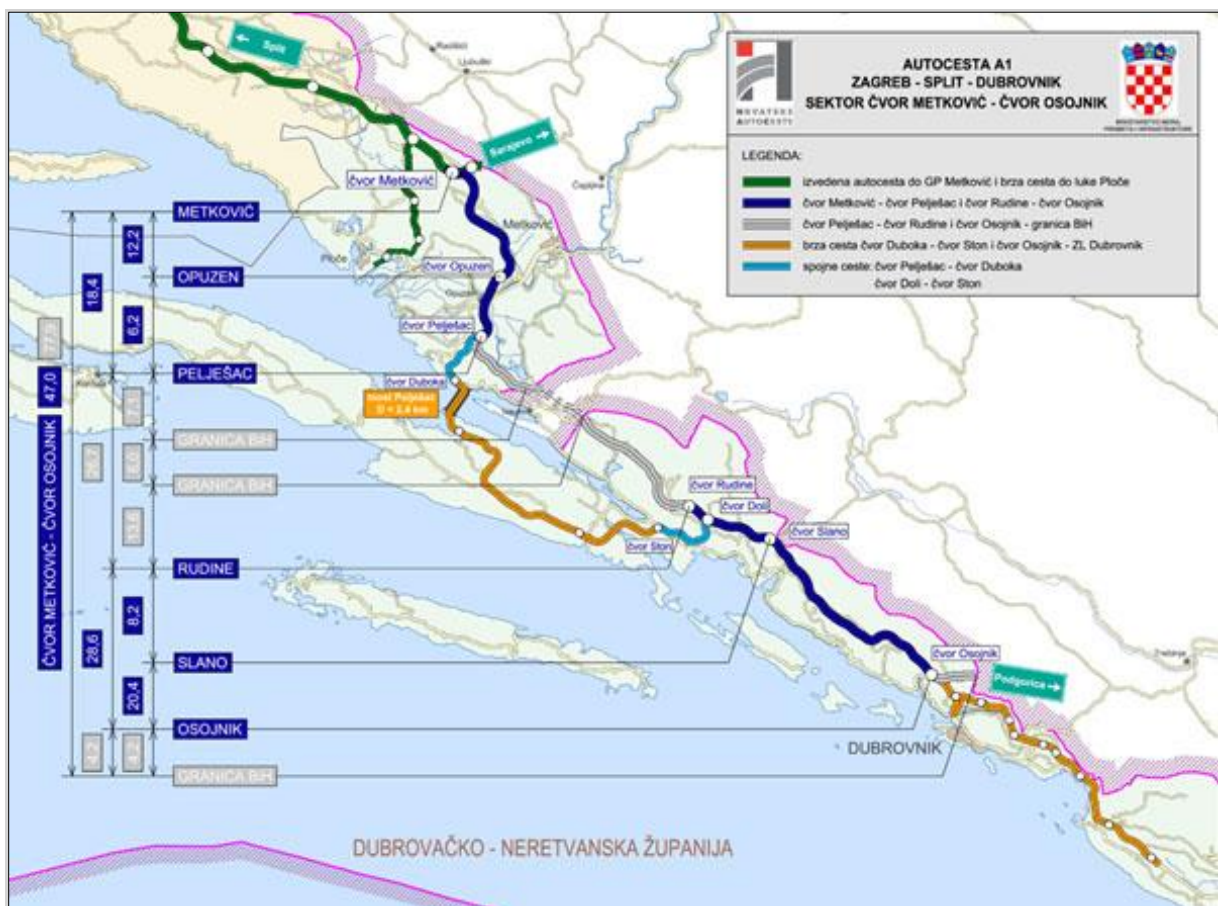 AUTOCESTA A1
ZAGREB - SPLIT - DUBROVNIK
SEKTOR ČVOR METKOVIĆ - ČVOR OSOJNIK
HRVATSKE
AUTOCESTE
LEGENDA:
izvedena autocesta do GP Metković i brza cesta do luke Ploče
čvor Metković - čvor Pelješac i čvor Rudine - čvor Osojnik
čvor Pelješac - čvor Rudine i čvor Osojnik - granica BiH
brza cesta čvor Duboka - čvor Ston i čvor Osojnik - ZL Dubrovnik
spojne ceste: čvor Pelješac - čvor Duboka
čvor Doli - čvor Ston
Split
Ljubuški
Sarajevo
Čapljina
čvor Metković
METKOVIĆ
Metković
12,2
Ploče
čvor Opuzen
OPUZEN
Opuzen
18,4
6,2
čvor Pelješac
PELJEŠAC
čvor Duboka
47,0
most Pelješac
GRANICA BiH
GRANICA BiH
ČVOR METKOVIĆ - ČVOR OSOJNIK
čvor Rudine
čvor Doli
čvor Slano
čvor Ston
RUDINE
8,2
28,6
SLANO
20,4
čvor Osojnik
Trebinje
Podgorica
OSOJNIK
DUBROVNIK
4,2
4,2
GRANICA BiH
DUBROVAČKO - NERETVANSKA ŽUPANIJA